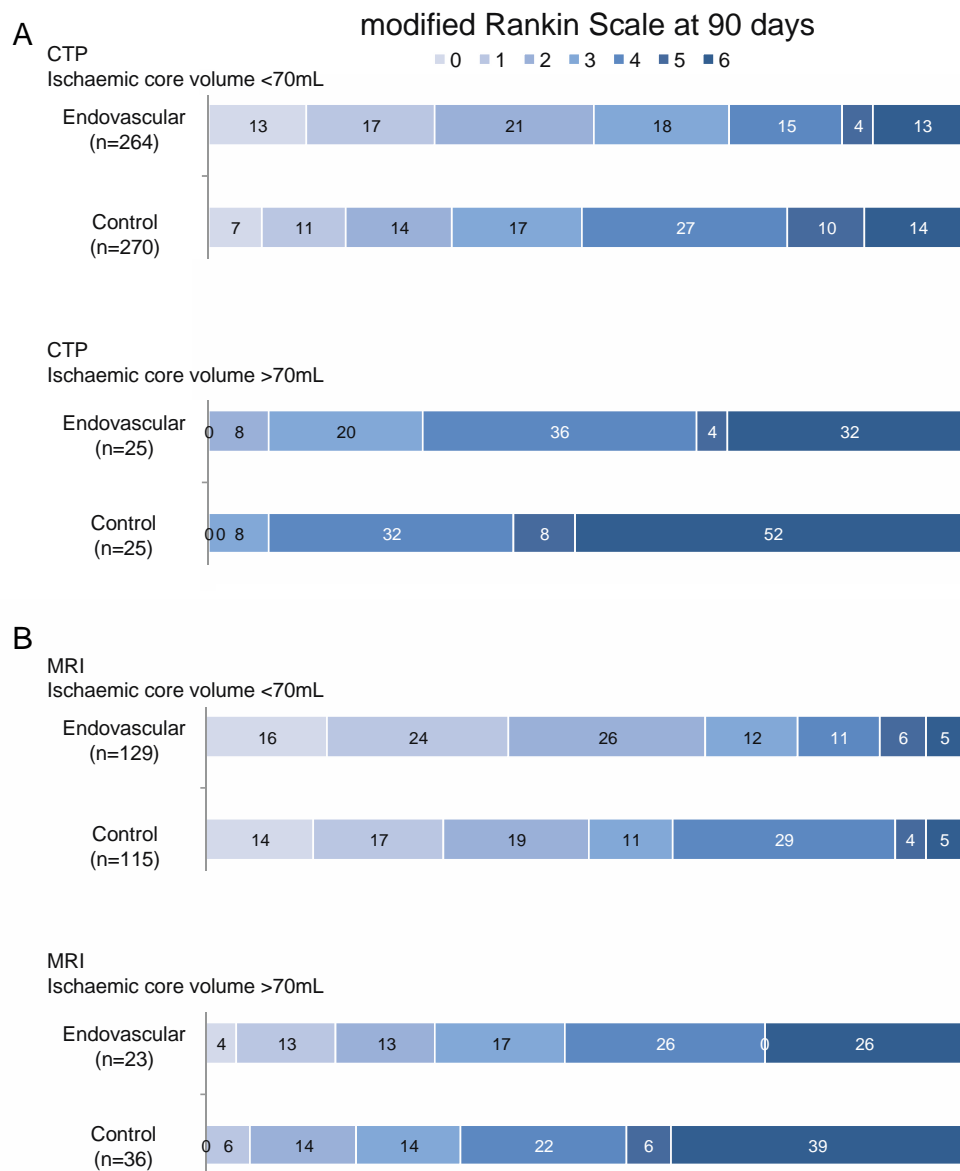 modified Rankin Scale at 90 days
0 1 2 3 4 5 6
A
CTP
Ischaemic core volume <70mL
Endovascular
(n=264)
13 17 21 18 15 4 13
Control
(n=270)
7 11 14 17 27 10 14
CTP
Ischaemic core volume >70mL
Endovascular
(n=25)
0 8 20 36 4 32
Control
(n=25)
0 0 8 32 8 52
B
MRI
Ischaemic core volume <70mL
Endovascular
(n=129)
16 24 26 12 11 6 5
Control
(n=115)
14 17 19 11 29 4 5
MRI
Ischaemic core volume >70mL
Endovascular
(n=23)
4 13 13 17 26 0 26
Control
(n=36)
0 6 14 14 22 6 39